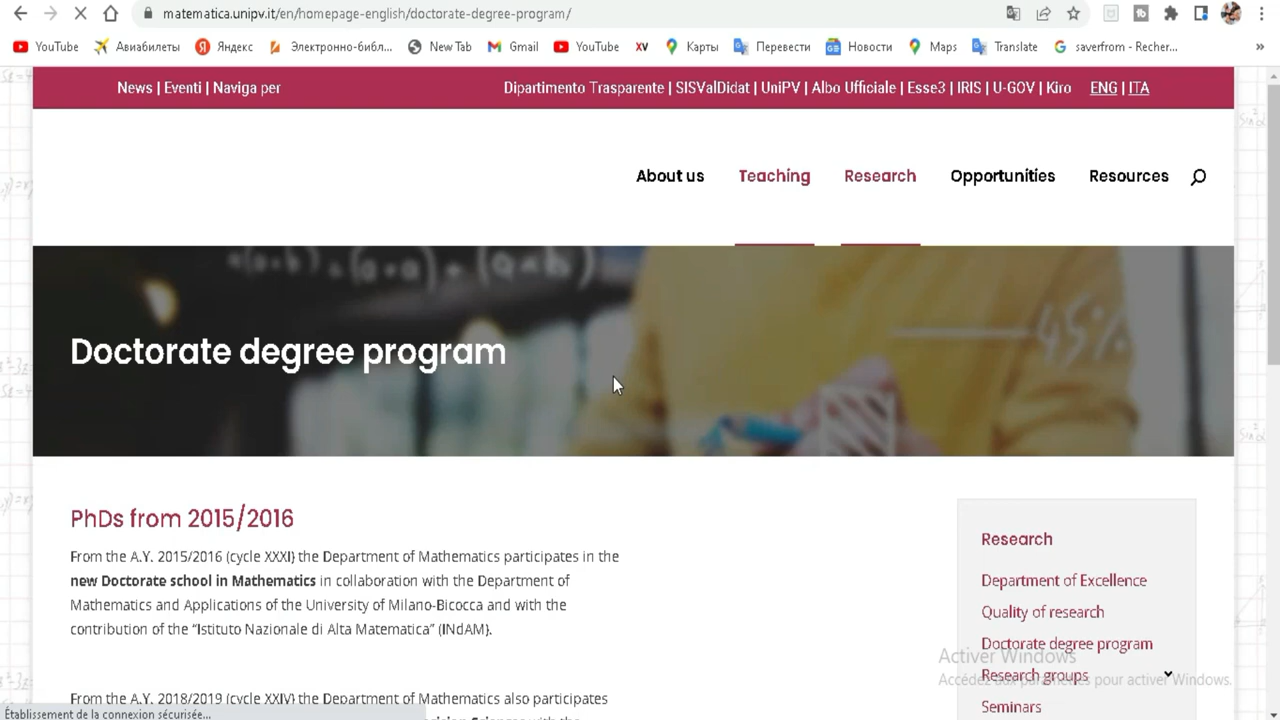 matematica.unipv.it/en/homepage-english/doctorate-degree-program/
YouTube Авиабилеты Яндекс Электронно-библ... New Tab Gmail YouTube XV Карты Перевести Новости Maps Translate saverfrom - Recher... »
News | Eventi | Naviga per Dipartimento Trasparente | SISValDidat | UniPV | Albo Ufficiale | Esse3 | IRIS | U-GOV | Kiro ENG | ITA
About us Teaching Research Opportunities Resources
45%
Doctorate degree program
PhDs from 2015/2016
From the A.Y. 2015/2016 (cycle XXXI) the Department of Mathematics participates in the
new Doctorate school in Mathematics in collaboration with the Department of
Mathematics and Applications of the University of Milano-Bicocca and with the
contribution of the “Istituto Nazionale di Alta Matematica” (INdAM).
From the A.Y. 2018/2019 (cycle XXXIV) the Department of Mathematics also participates
Research
Department of Excellence
Quality of research
Doctorate degree program
Research groups
Seminars
Activer Windows
Accédez aux paramètres pour activer Windows.
Établissement de la connexion sécurisée...